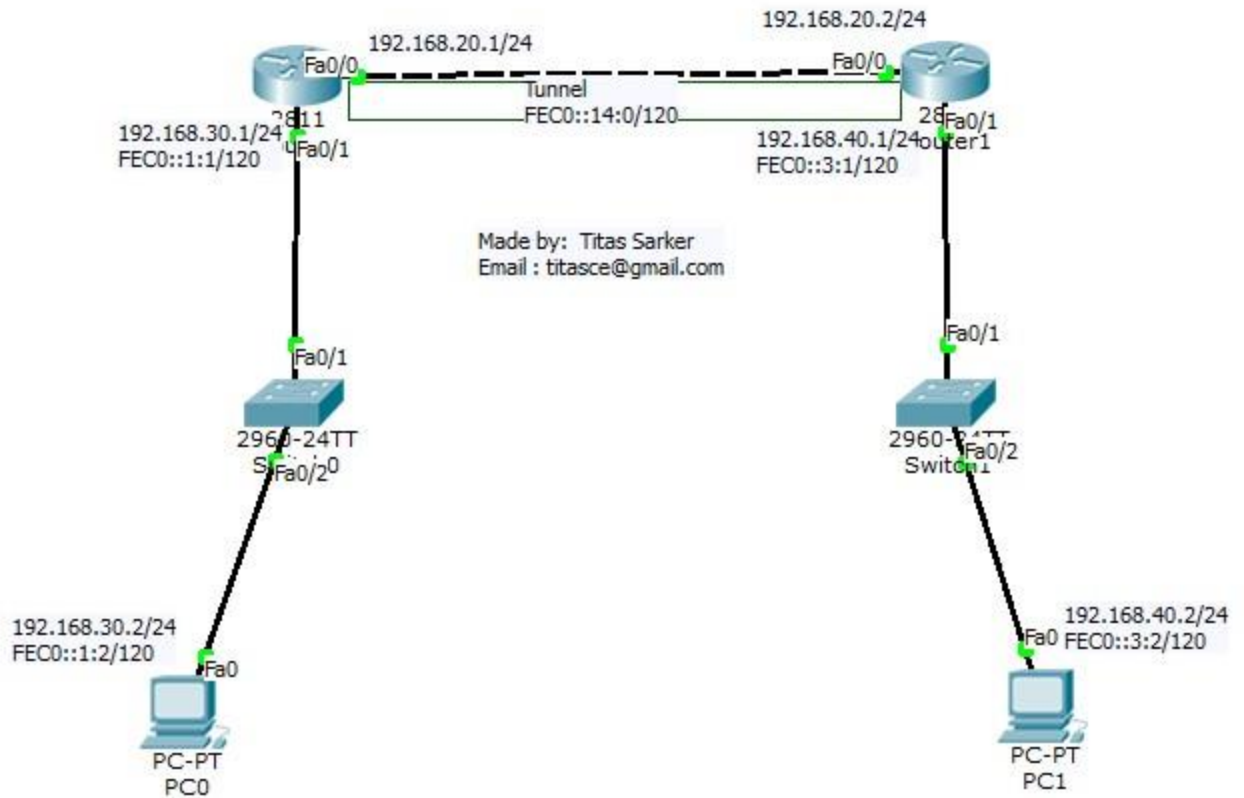 192.168.20.1/24
192.168.20.2/24
Fa0/0
Fa0/0
Tunnel
FEC0::14:0/120
2811
192.168.30.1/24
FEC0::1:1/120
Fa0/1
Fa0/1
192.168.40.1/24
FEC0::3:1/120
Made by: Titas Sarker
Email : titasce@gmail.com
Fa0/1
Fa0/1
2960-24TT
Fa0/2
Fa0/2
Switch1
192.168.30.2/24
FEC0::1:2/120
Fa0
192.168.40.2/24
FEC0::3:2/120
Fa0
PC-PT
PC0
PC-PT
PC1